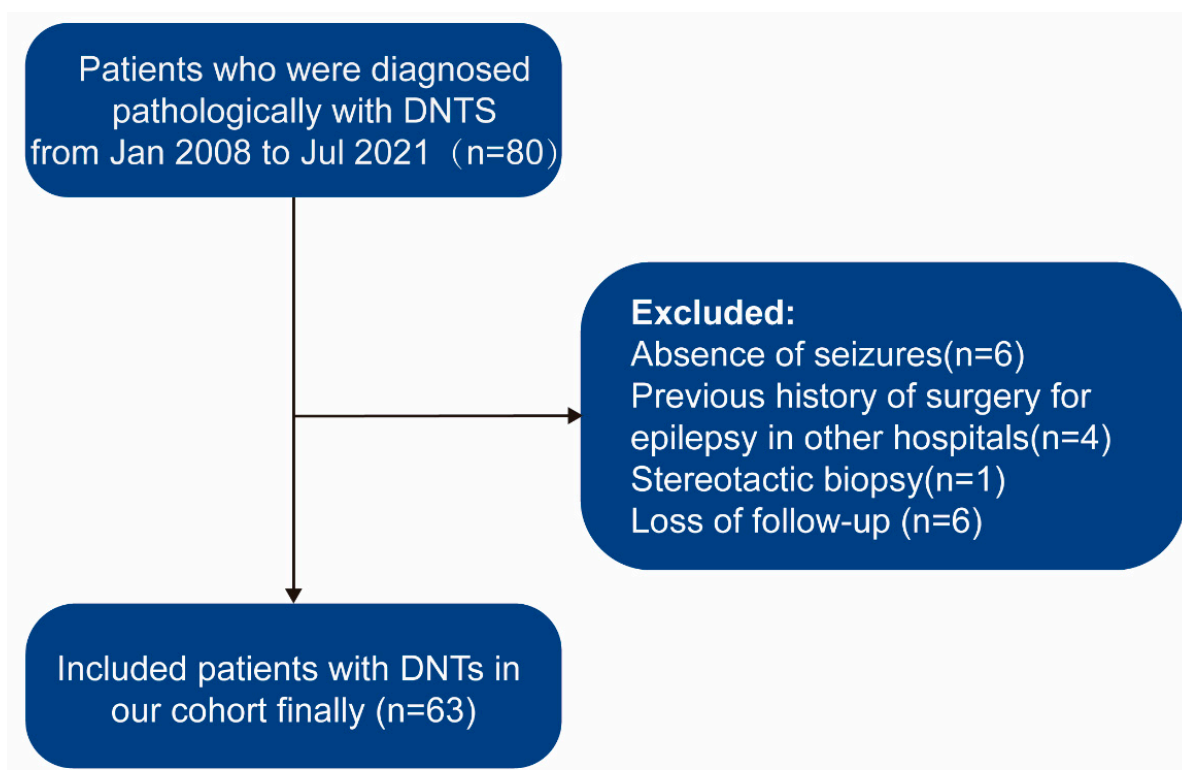 Patients who were diagnosed
pathologically with DNTS
from Jan 2008 to Jul 2021（n=80）
Excluded:
Absence of seizures(n=6)
Previous history of surgery for
epilepsy in other hospitals(n=4)
Stereotactic biopsy(n=1)
Loss of follow-up (n=6)
Included patients with DNTs in
our cohort finally (n=63)